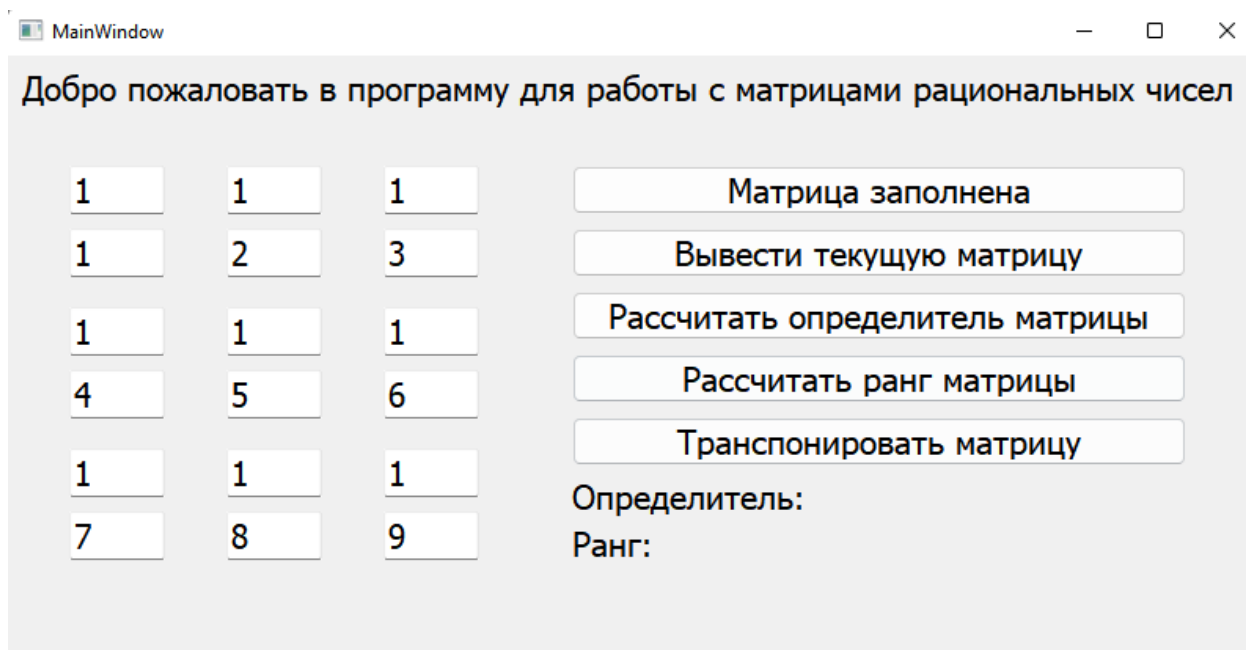 MainWindow
Добро пожаловать в программу для работы с матрицами рациональных чисел
1 1 1 Матрица заполнена
1 2 3 Вывести текущую матрицу
1 1 1 Рассчитать определитель матрицы
4 5 6 Рассчитать ранг матрицы
1 1 1 Транспонировать матрицу
Определитель:
7 8 9 Ранг: